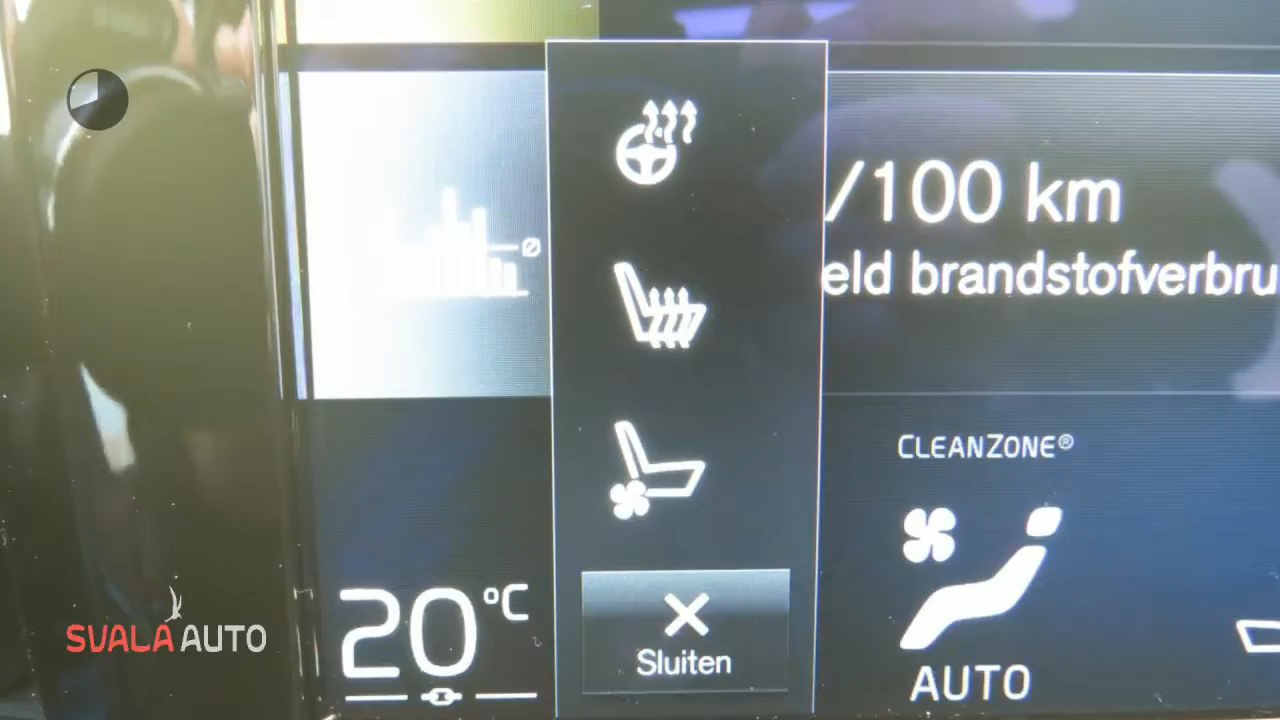 /100 km
eld brandstofverbru
CLEANZONE®
20°C
AUTO
Sluiten
SVALA AUTO